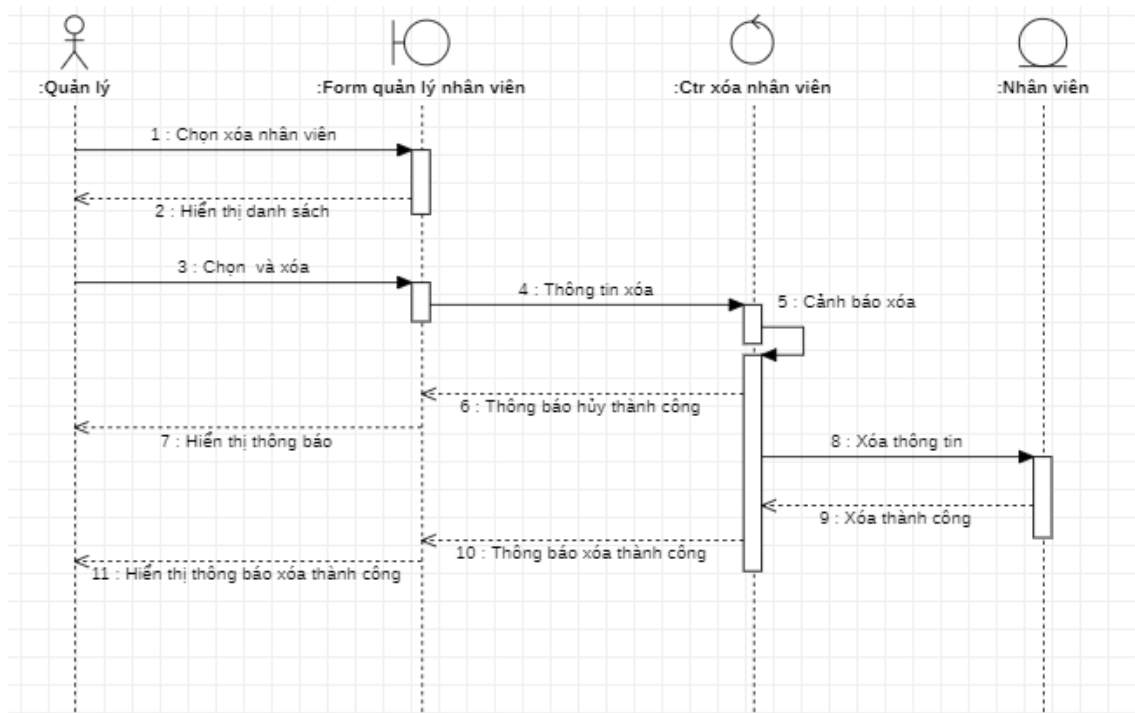 :Quản lý
:Form quản lý nhân viên
:Ctr xóa nhân viên
:Nhân viên
1 : Chọn xóa nhân viên
2 : Hiển thị danh sách
3 : Chọn và xóa
4 : Thông tin xóa
5 : Cảnh báo xóa
6 : Thông báo hủy thành công
7 : Hiển thị thông báo
8 : Xóa thông tin
9 : Xóa thành công
10 : Thông báo xóa thành công
11 : Hiển thị thông báo xóa thành công